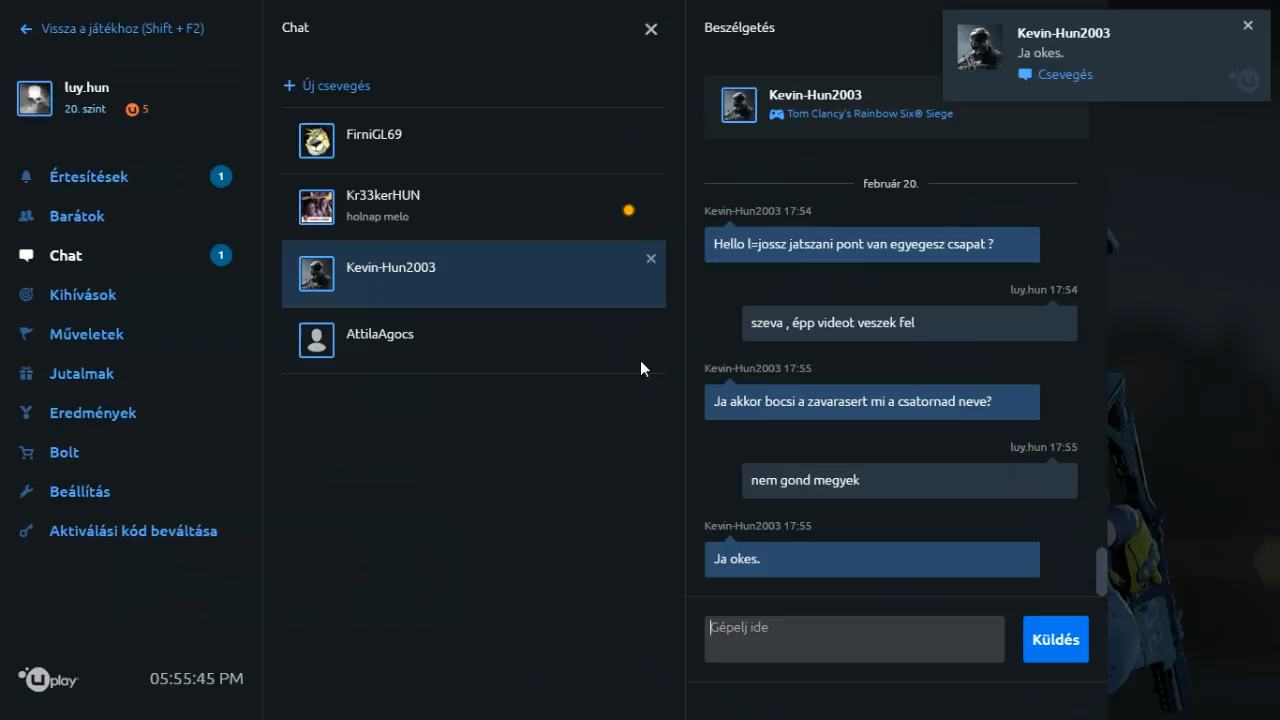 Vissza a játékhoz (Shift + F2)
luy.hun
20. szint
5
Értesítések
1
Barátok
Chat
1
Kihívások
Műveletek
Jutalmak
Eredmények
Bolt
Beállítás
Aktiválási kód beváltása
uplay
05:55:45 PM
Chat
Új csevegés
FirniGL69
Kr33kerHUN
holnap melo
Kevin-Hun2003
AttilaAgocs
Beszélgetés
Kevin-Hun2003
Tom Clancy's Rainbow Six® Siege
február 20.
Kevin-Hun2003 17:54
Hello l=jossz jatszani pont van egyegesz csapat ?
luy.hun 17:54
szeva , épp videot veszek fel
Kevin-Hun2003 17:55
Ja akkor bocsi a zavarasert mi a csatornad neve?
luy.hun 17:55
nem gond megyek
Kevin-Hun2003 17:55
Ja okes.
Gépelj ide
Küldés
Kevin-Hun2003
Ja okes.
Csevegés